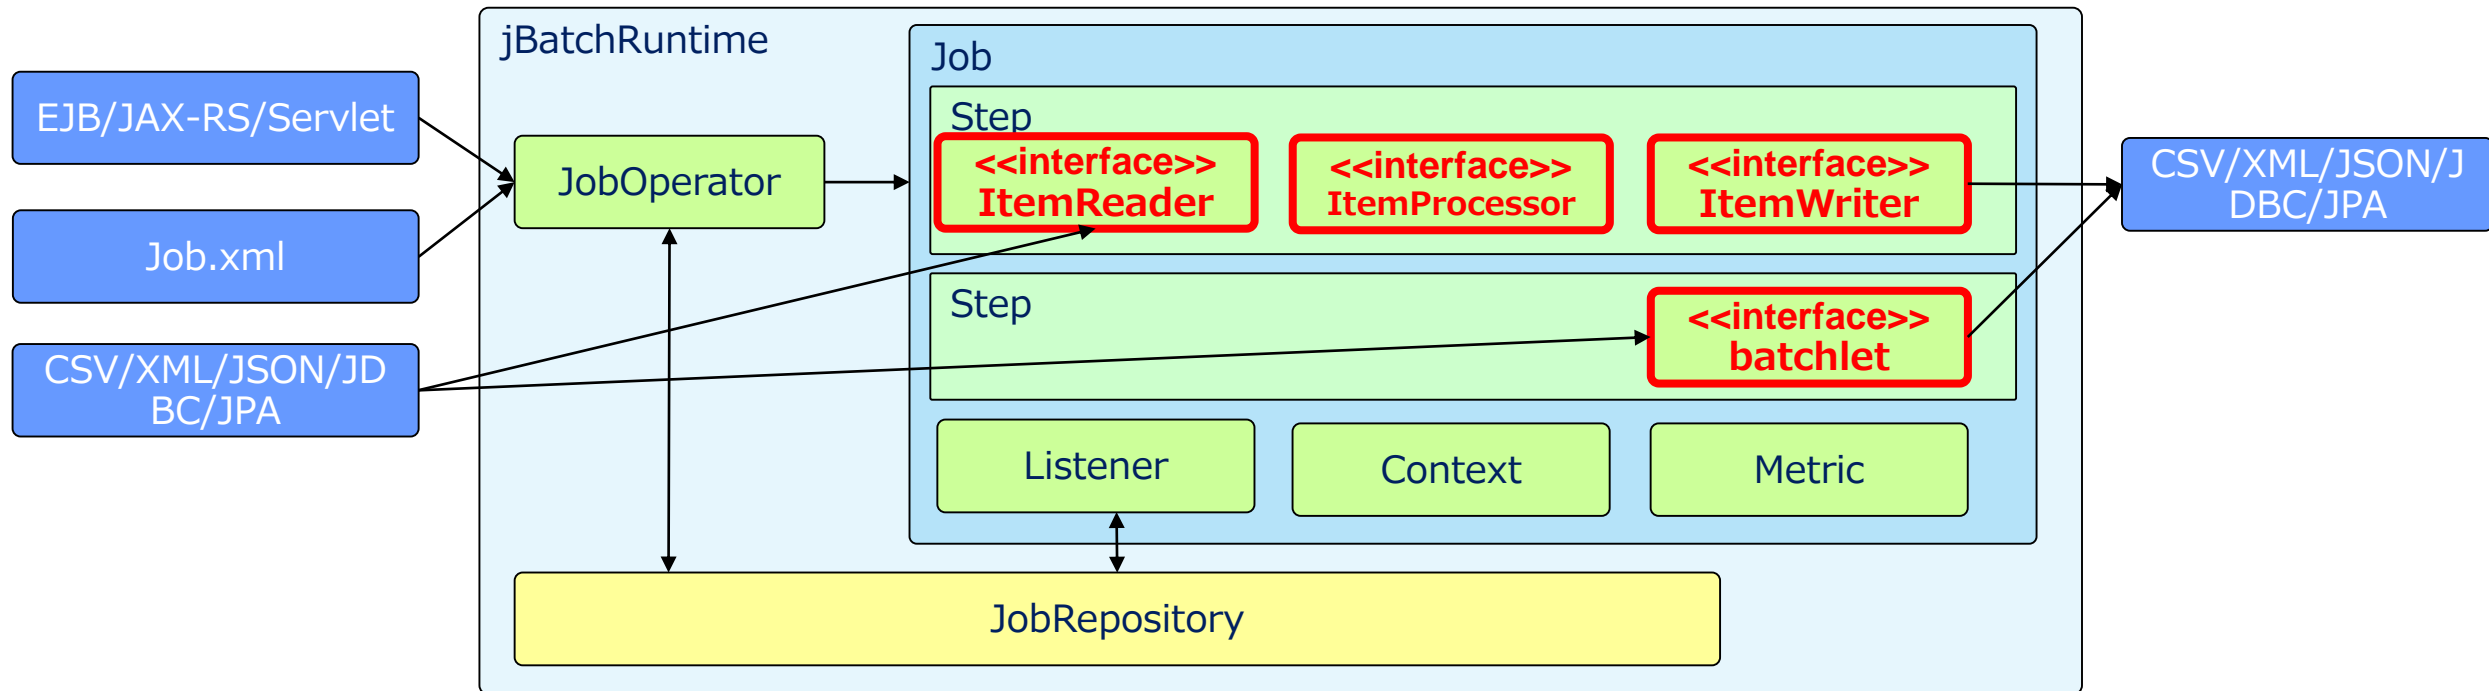 jBatchRuntime
Job
EJB/JAX-RS/Servlet
Job.xml
CSV/XML/JSON/JD
BC/JPA
JobOperator
Step
<<interface>>
ItemReader
<<interface>>
ItemProcessor
<<interface>>
ItemWriter
Step
<<interface>>
batchlet
Listener
Context
Metric
JobRepository
CSV/XML/JSON/J
DBC/JPA